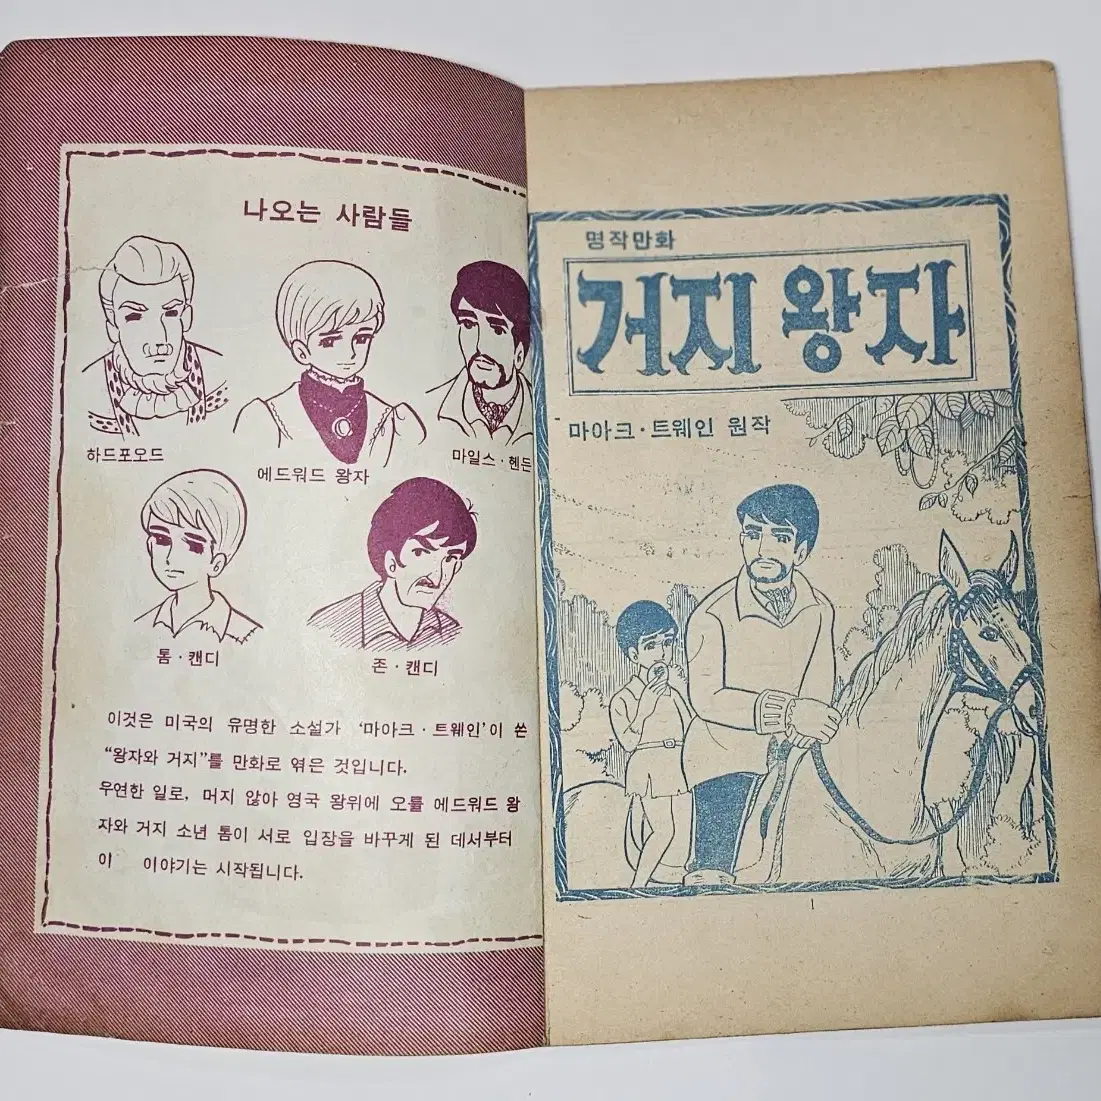 나오는 사람들
하드포오드
에드워드 왕자
마일스·헨든
톰·캔디
존·캔디
이것은 미국의 유명한 소설가 ‘마아크·트웨인’이 쓴
“왕자와 거지”를 만화로 엮은 것입니다.
우연한 일로, 머지 않아 영국 왕위에 오를 에드워드 왕
자와 거지 소년 톰이 서로 입장을 바꾸게 된 데서부터
이 이야기는 시작됩니다.
명작만화
거지 왕자
마아크·트웨인 원작
1